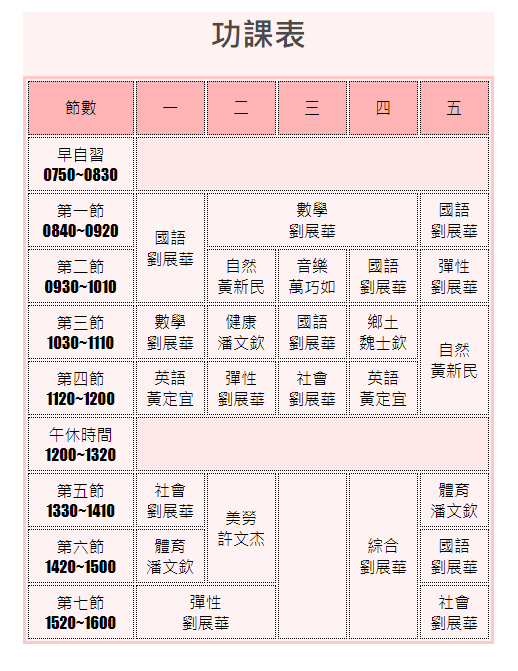 功課表
節數 一 二 三 四 五
早自習
0750~0830
第一節
0840~0920
國語
劉展華
數學
劉展華
國語
劉展華
第二節
0930~1010
自然
黃新民
音樂
萬巧如
國語
劉展華
彈性
劉展華
第三節
1030~1110
數學
劉展華
健康
潘文欽
國語
劉展華
鄉土
魏士欽
自然
黃新民
第四節
1120~1200
英語
黃定宜
彈性
劉展華
社會
劉展華
英語
黃定宜
午休時間
1200~1320
第五節
1330~1410
社會
劉展華
美勞
許文杰
綜合
劉展華
體育
潘文欽
第六節
1420~1500
體育
潘文欽
國語
劉展華
第七節
1520~1600
彈性
劉展華
社會
劉展華